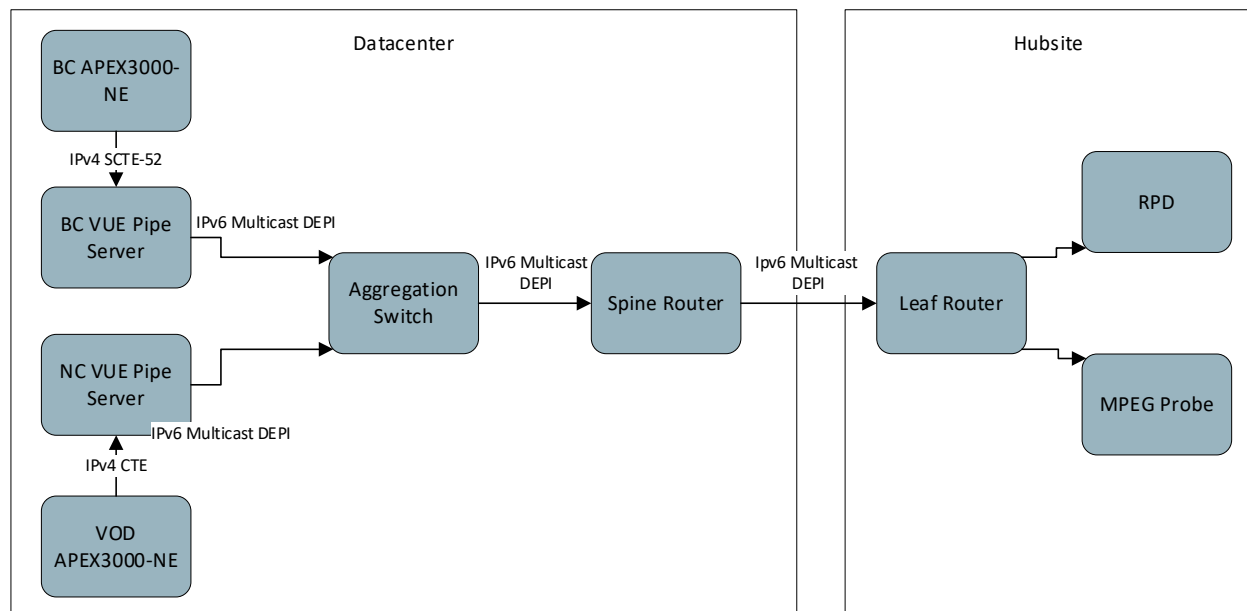 Datacenter
Hubsite
BC APEX3000-
NE
IPv4 SCTE-52
BC VUE Pipe
Server
IPv6 Multicast DEPI
Aggregation
Switch
IPv6 Multicast
DEPI
Spine Router
Ipv6 Multicast
DEPI
Leaf Router
RPD
MPEG Probe
NC VUE Pipe
Server
IPv6 Multicast DEPI
IPv4 CTE
VOD
APEX3000-NE